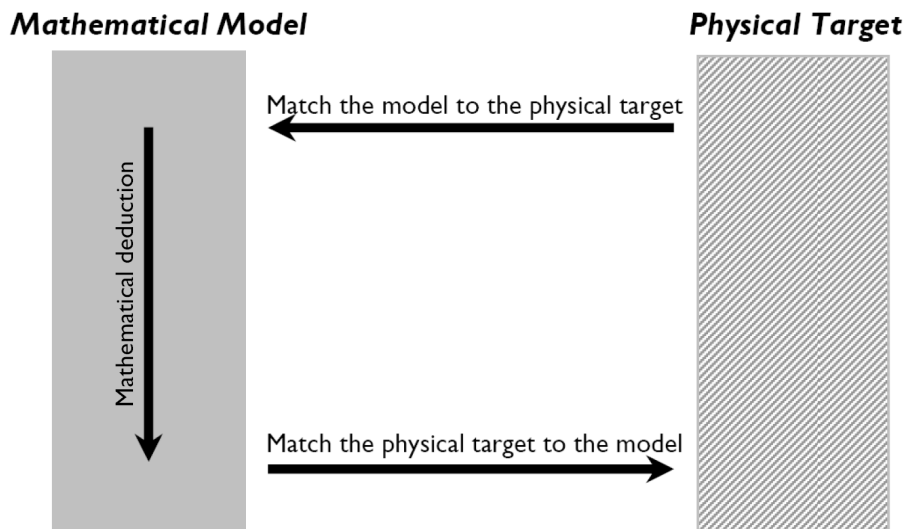 Mathematical Model
Physical Target
Match the model to the physical target
Mathematical deduction
Match the physical target to the model